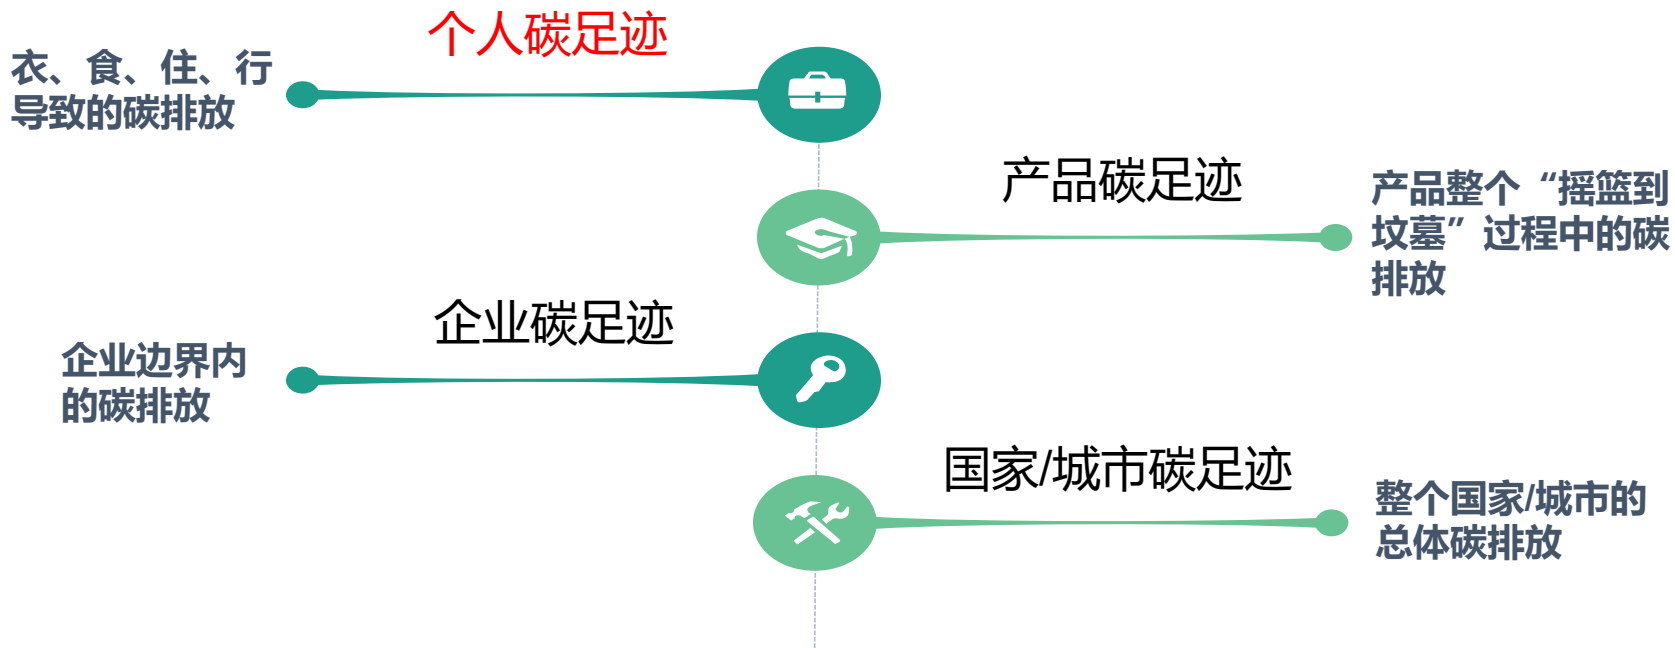 个人碳足迹
衣、食、住、行
导致的碳排放
产品碳足迹
产品整个“摇篮到
坟墓”过程中的碳
排放
企业碳足迹
企业边界内
的碳排放
国家/城市碳足迹
整个国家/城市的
总体碳排放